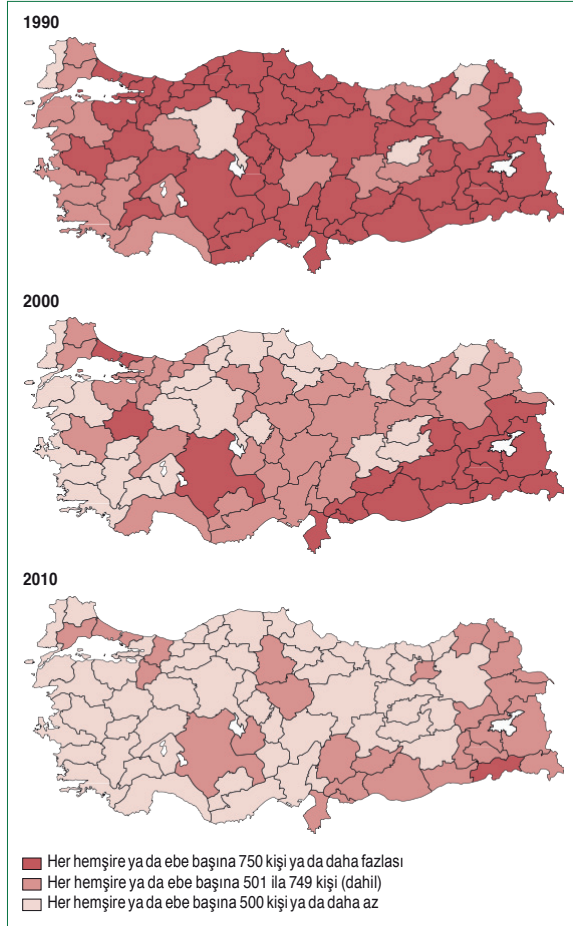 1990
2000
2010
Her hemşire ya da ebe başına 750 kişi ya da daha fazlası
Her hemşire ya da ebe başına 501 ila 749 kişi (dahil)
Her hemşire ya da ebe başına 500 kişi ya da daha az